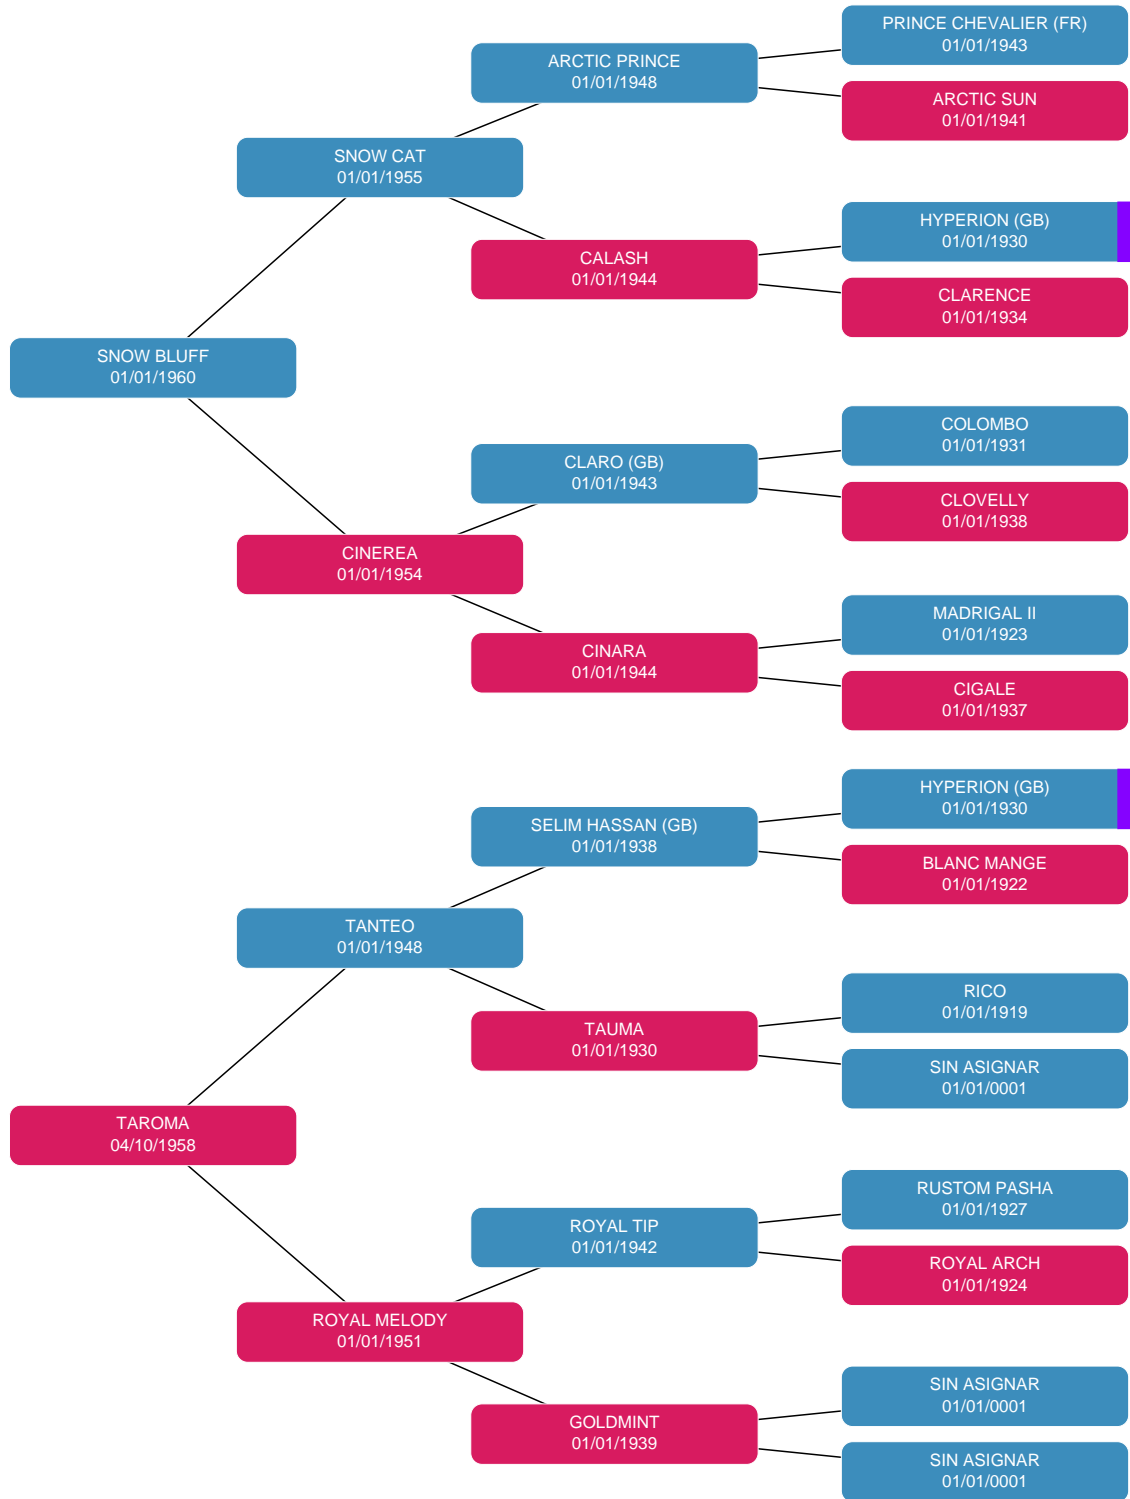 PRINCE CHEVALIER (FR)
01/01/1943
ARCTIC PRINCE
01/01/1948
ARCTIC SUN
01/01/1941
SNOW CAT
01/01/1955
HYPERION (GB)
01/01/1930
CALASH
01/01/1944
CLARENCE
01/01/1934
SNOW BLUFF
01/01/1960
COLOMBO
01/01/1931
CLARO (GB)
01/01/1943
CLOVELLY
01/01/1938
CINEREA
01/01/1954
MADRIGAL II
01/01/1923
CINARA
01/01/1944
CIGALE
01/01/1937
HYPERION (GB)
01/01/1930
SELIM HASSAN (GB)
01/01/1938
BLANC MANGE
01/01/1922
TANTEO
01/01/1948
RICO
01/01/1919
TAUMA
01/01/1930
SIN ASIGNAR
01/01/0001
TAROMA
04/10/1958
RUSTOM PASHA
01/01/1927
ROYAL TIP
01/01/1942
ROYAL ARCH
01/01/1924
ROYAL MELODY
01/01/1951
SIN ASIGNAR
01/01/0001
GOLDMINT
01/01/1939
SIN ASIGNAR
01/01/0001